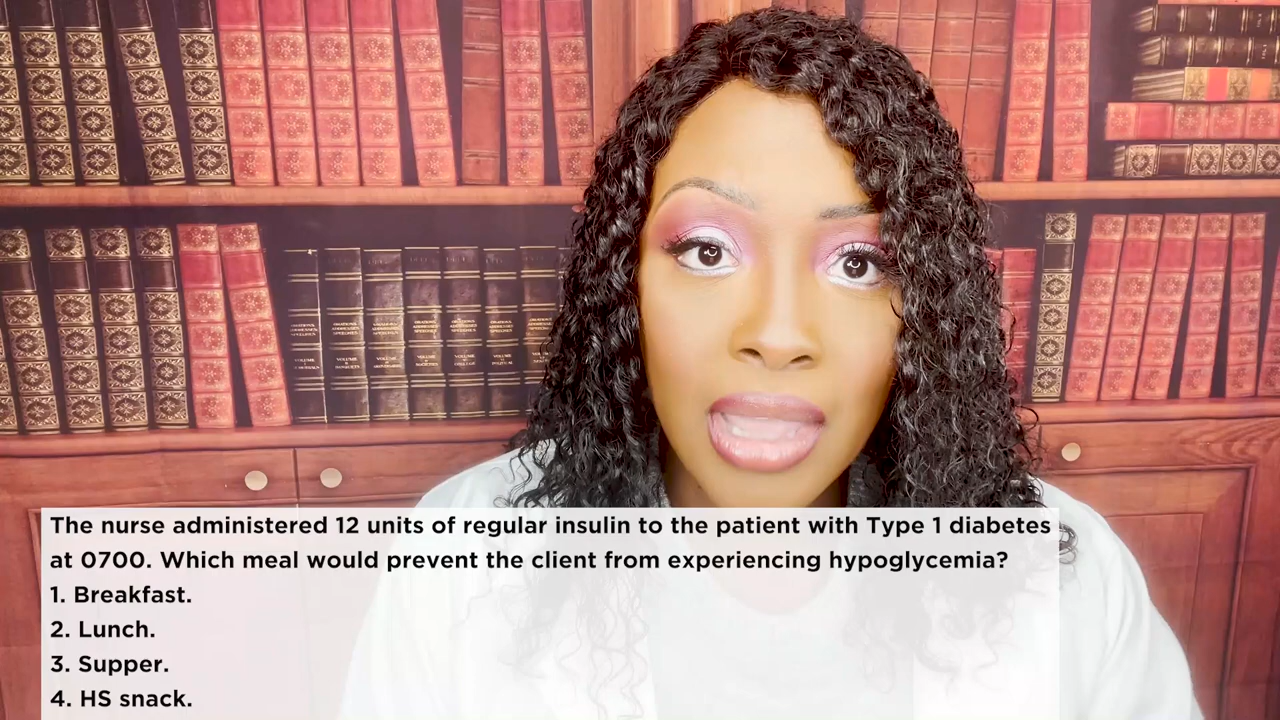 The nurse administered 12 units of regular insulin to the patient with Type 1 diabetes
at 0700. Which meal would prevent the client from experiencing hypoglycemia?
1. Breakfast.
2. Lunch.
3. Supper.
4. HS snack.